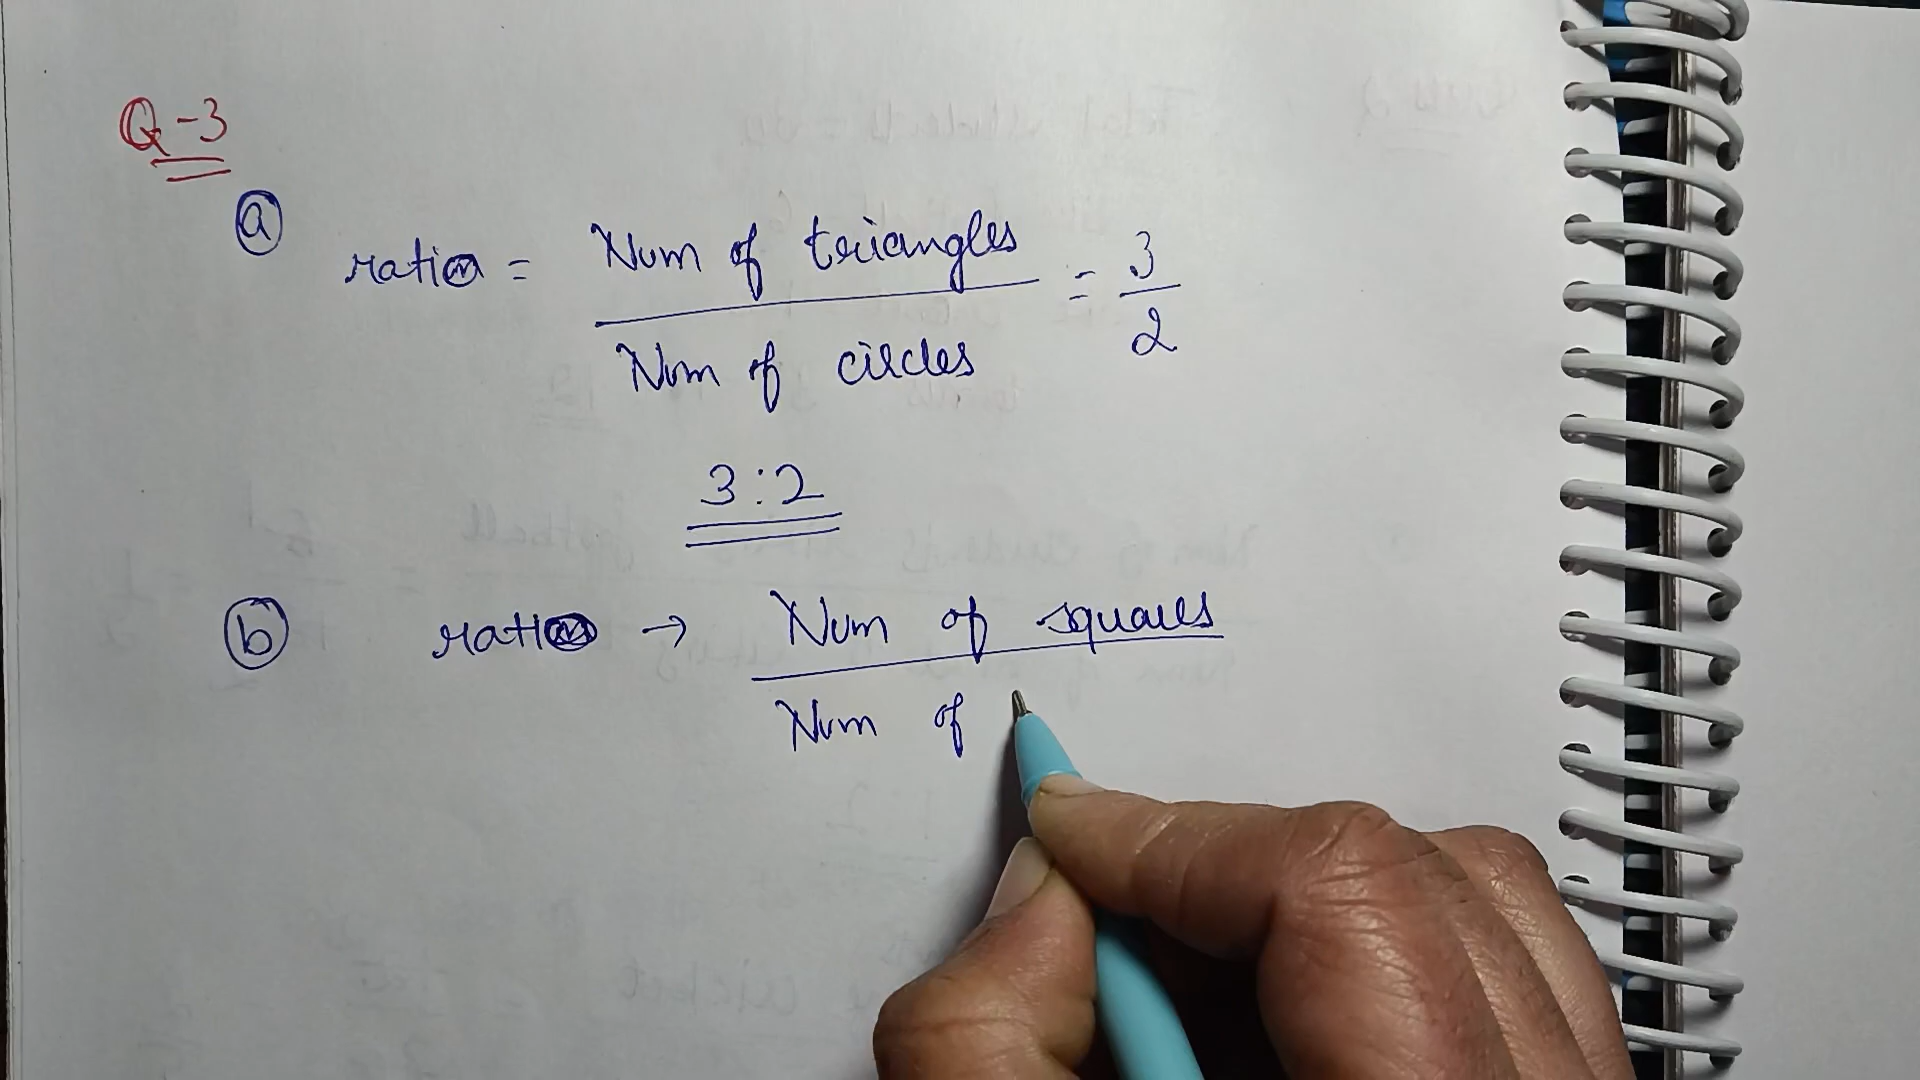 Q-3
a
ratio = Num of triangles / Num of circles = 3/2
3:2
b
ratio → Num of squares
Num of